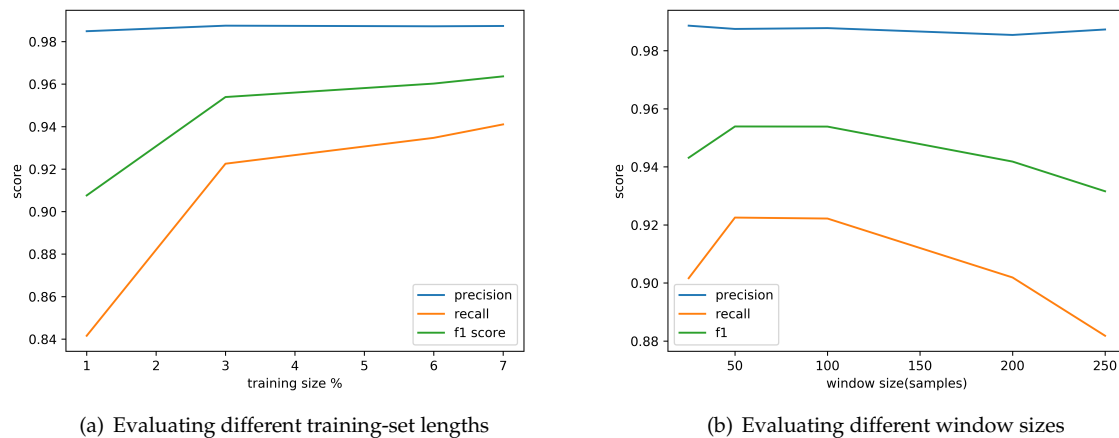 0.98
0.96
0.94
0.92
0.90
0.88
0.86
0.84
score
1 2 3 4 5 6 7
training size %
precision
recall
f1 score
(a) Evaluating different training-set lengths
0.98
0.96
0.94
0.92
0.90
0.88
score
50 100 150 200 250
window size(samples)
precision
recall
f1
(b) Evaluating different window sizes